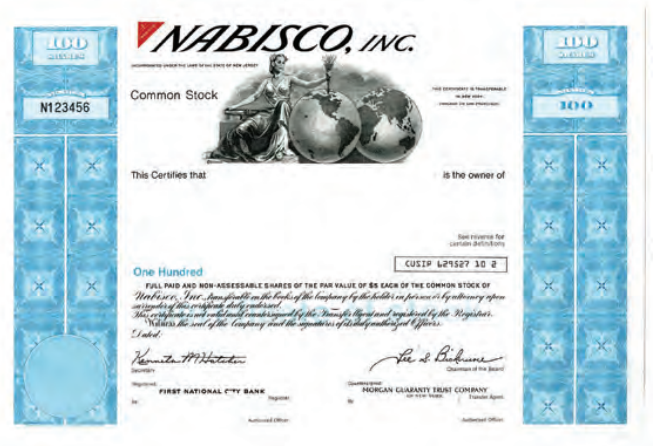 100
SHARES
NABISCO, INC.
100
SHARES
INCORPORATED UNDER THE LAWS OF THE STATE OF NEW JERSEY
N123456
Common Stock
THIS CERTIFICATE IS TRANSFERABLE
IN NEW YORK,
CHICAGO OR SAN FRANCISCO
100
This Certifies that
is the owner of
See reverse for
certain definitions
CUSIP 629527 10 2
One Hundred
FULL PAID AND NON-ASSESSABLE SHARES OF THE PAR VALUE OF $5 EACH OF THE COMMON STOCK OF
Nabisco, Inc., transferable on the books of the Company by the holder in person or by attorney upon
surrender of this certificate duly endorsed.
This certificate is not valid until countersigned by the Transfer Agent and registered by the Registrar.
Witness the seal of the Company and the signatures of its duly authorized Officers.
Dated:
Secretary
Chairman of the Board
Registered:
FIRST NATIONAL CITY BANK
Registrar
By
Authorized Officer
Countersigned:
MORGAN GUARANTY TRUST COMPANY
OF NEW YORK
Transfer Agent
By
Authorized Officer